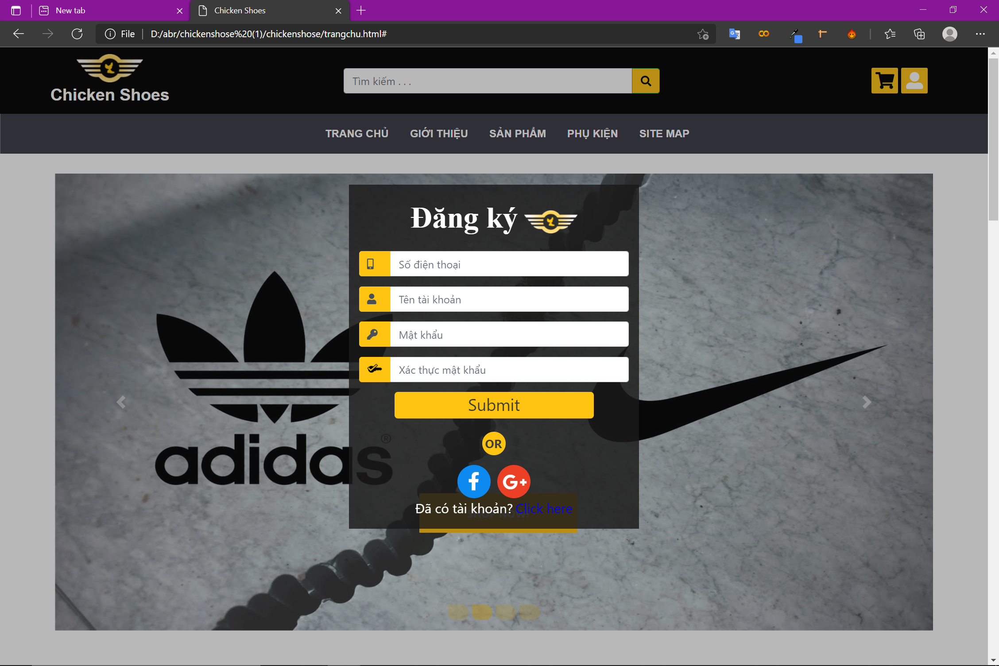 New tab
Chicken Shoes
File
D:/abr/chickenshose%20(1)/chickenshose/trangchu.html#
Chicken Shoes
Tìm kiếm . . .
TRANG CHỦ
GIỚI THIỆU
SẢN PHẨM
PHỤ KIỆN
SITE MAP
Đăng ký
Số điện thoại
Tên tài khoản
Mật khẩu
Xác thực mật khẩu
Submit
OR
adidas
®
f
G+
Đã có tài khoản? Click here
SHOP NOW!